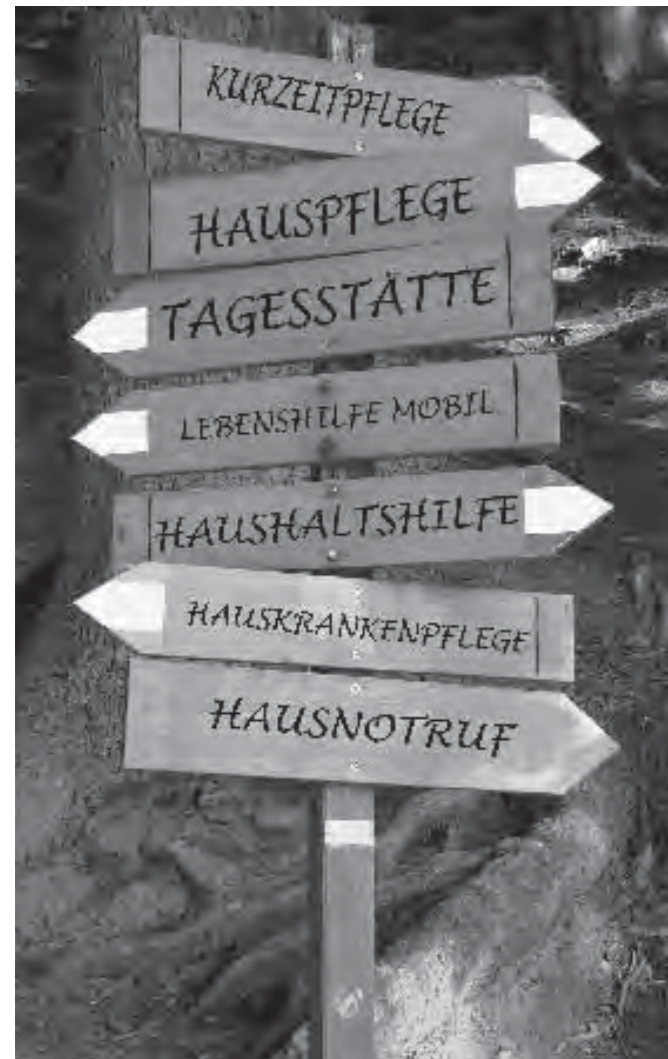 KURZEITPFLEGE
HAUSPFLEGE
TAGESSTÄTTE
LEBENSHILFE MOBIL
HAUSHALTSHILFE
HAUSKRANKENPFLEGE
HAUSNOTRUF